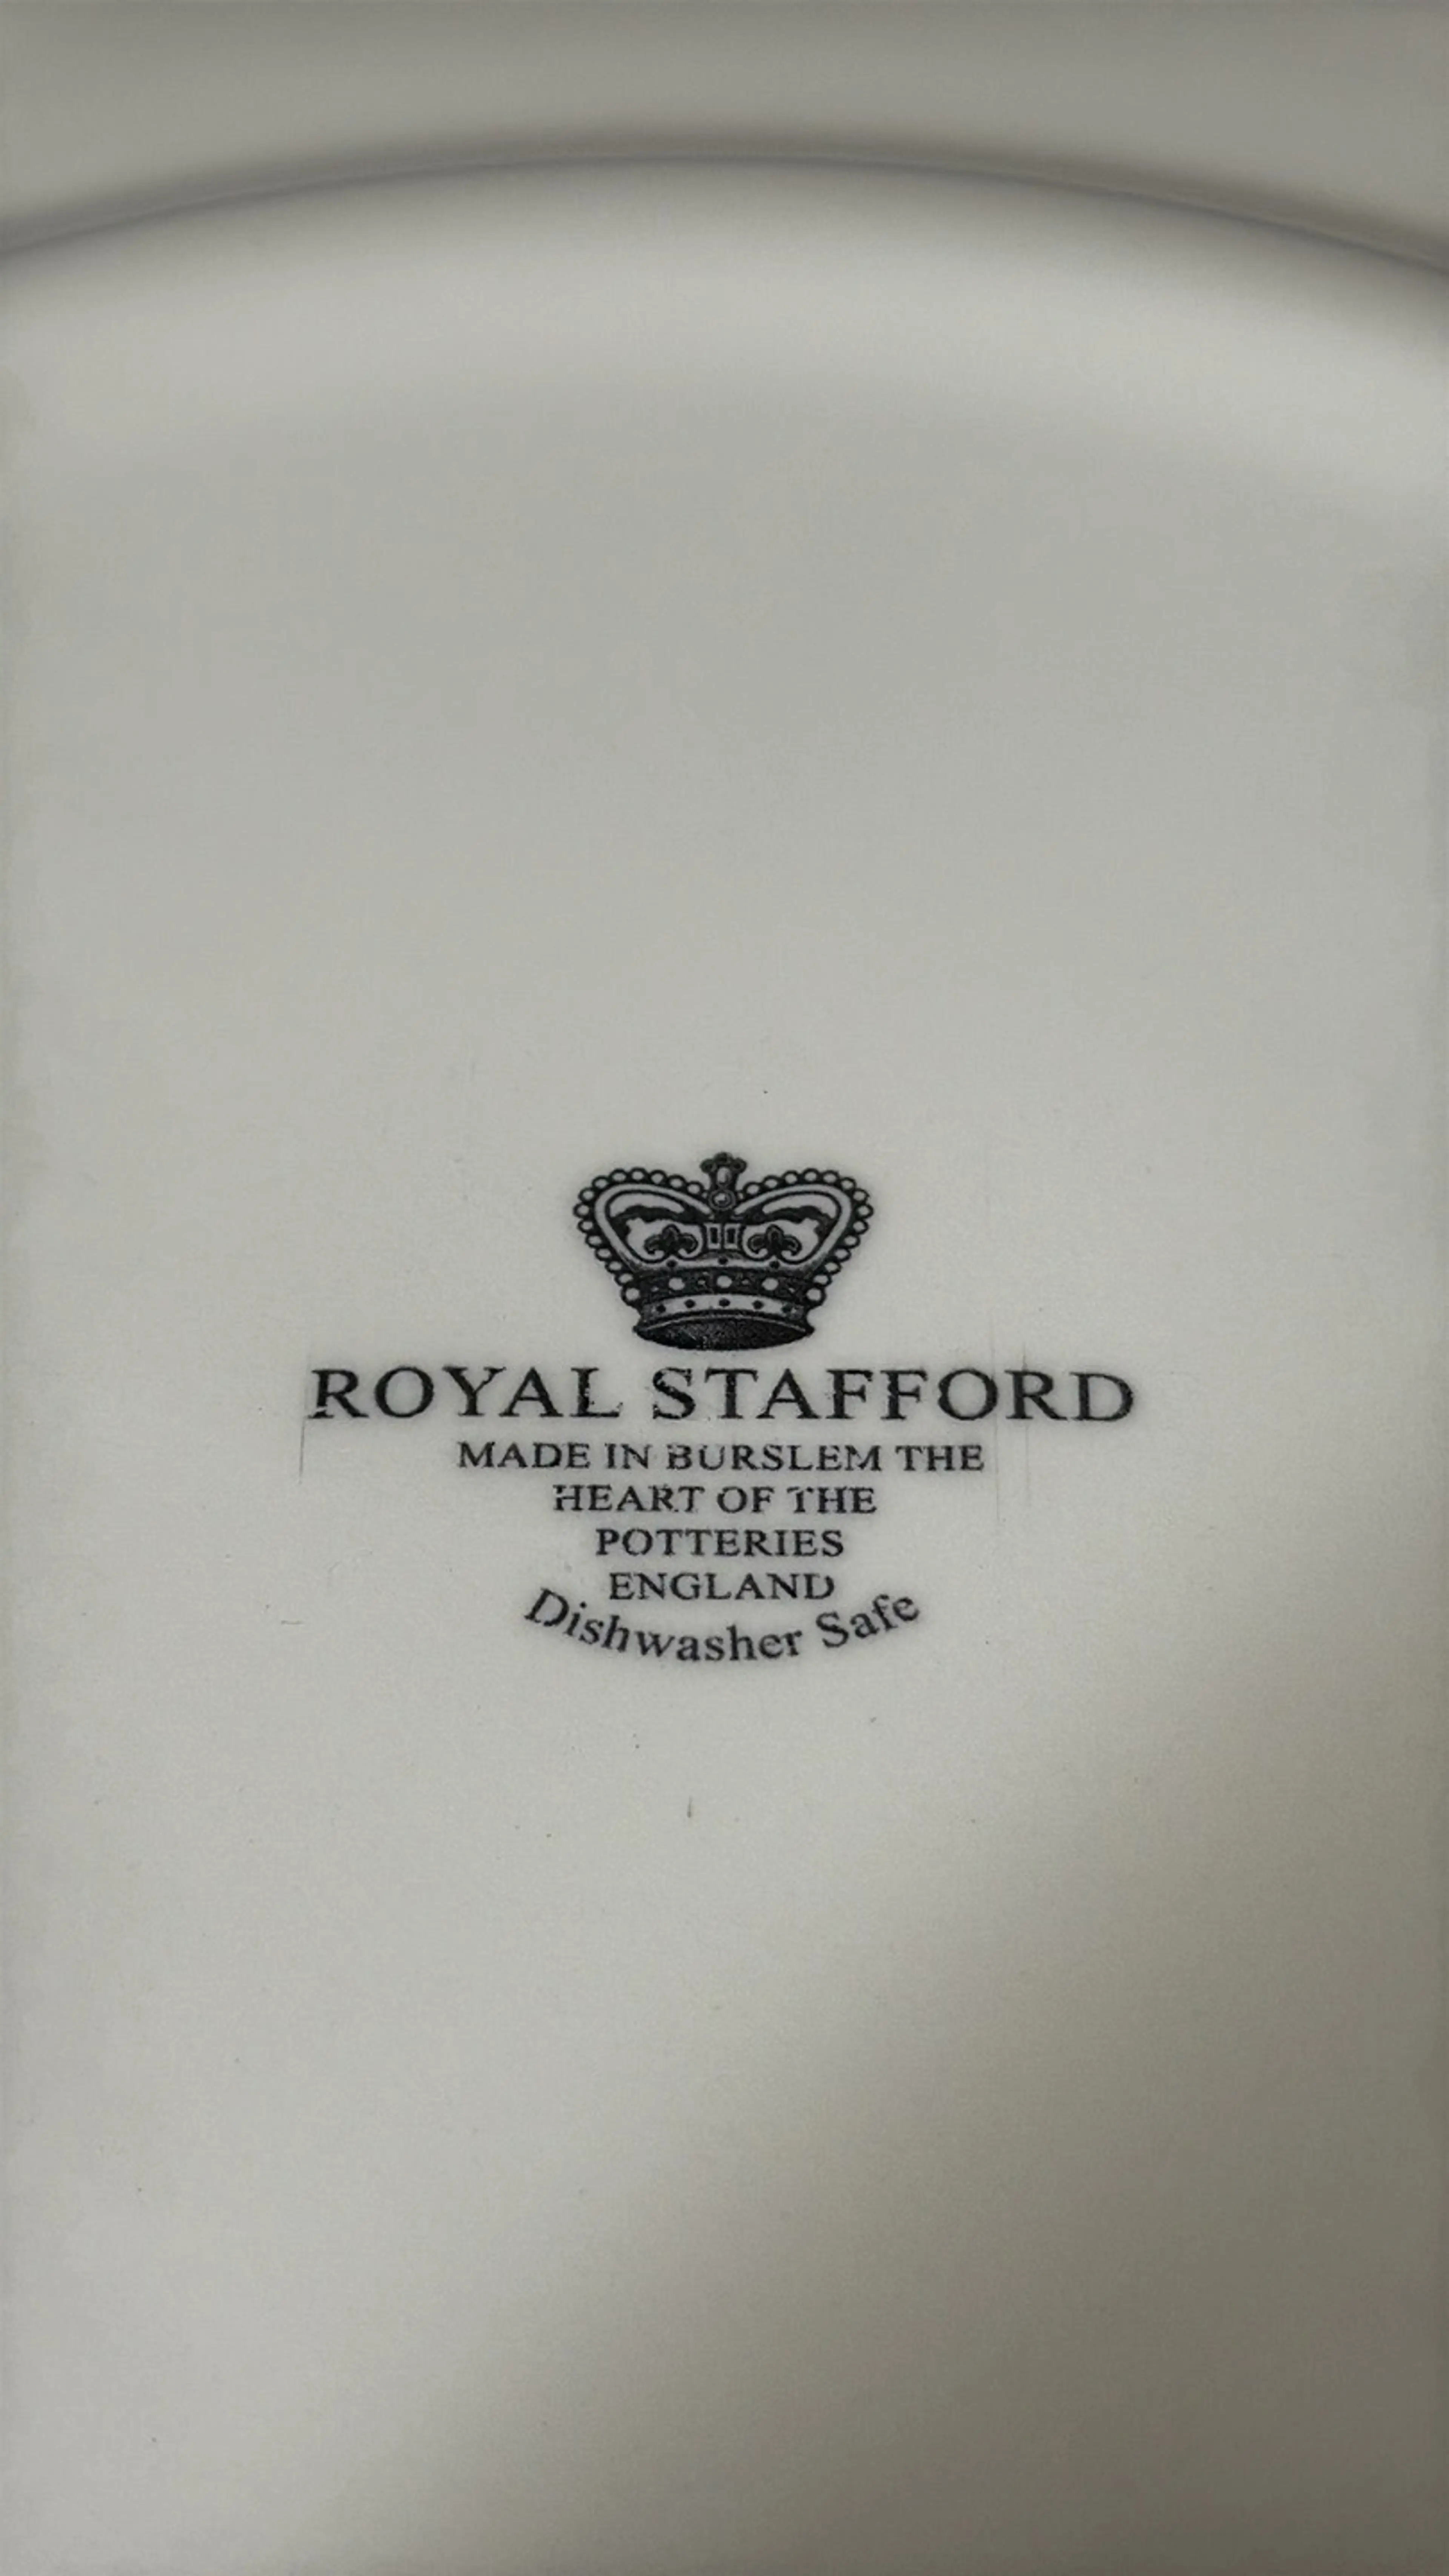 ROYAL STAFFORD
MADE IN BURSLEM THE
HEART OF THE
POTTERIES
ENGLAND
Dishwasher Safe